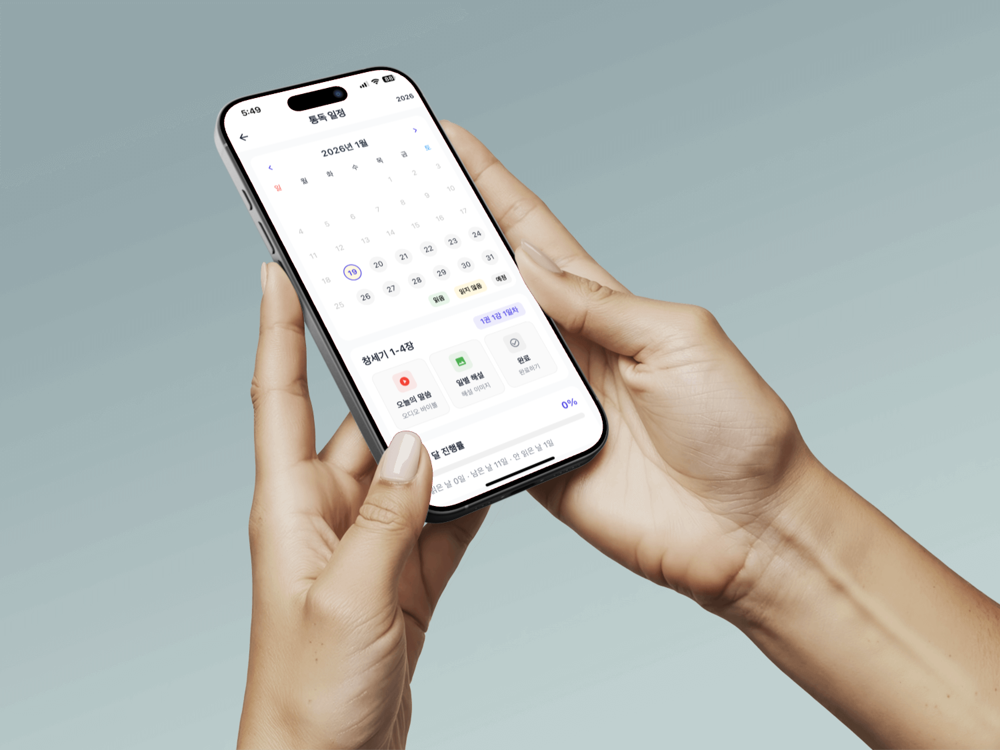 5:49
88
통독 일정
2026
2026년 1월
일 월 화 수 목 금 토
1 2 3
4 5 6 7 8 9 10
11 12 13 14 15 16 17
18 19 20 21 22 23 24
25 26 27 28 29 30 31
읽음 읽지 않음 예정
1권 1강 1일차
창세기 1-4장
오늘의 말씀
오디오 바이블
일별 해설
해설 이미지
완료
완료하기
달 진행률
0%
읽은 날 0일 · 남은 날 11일 · 안 읽은 날 1일